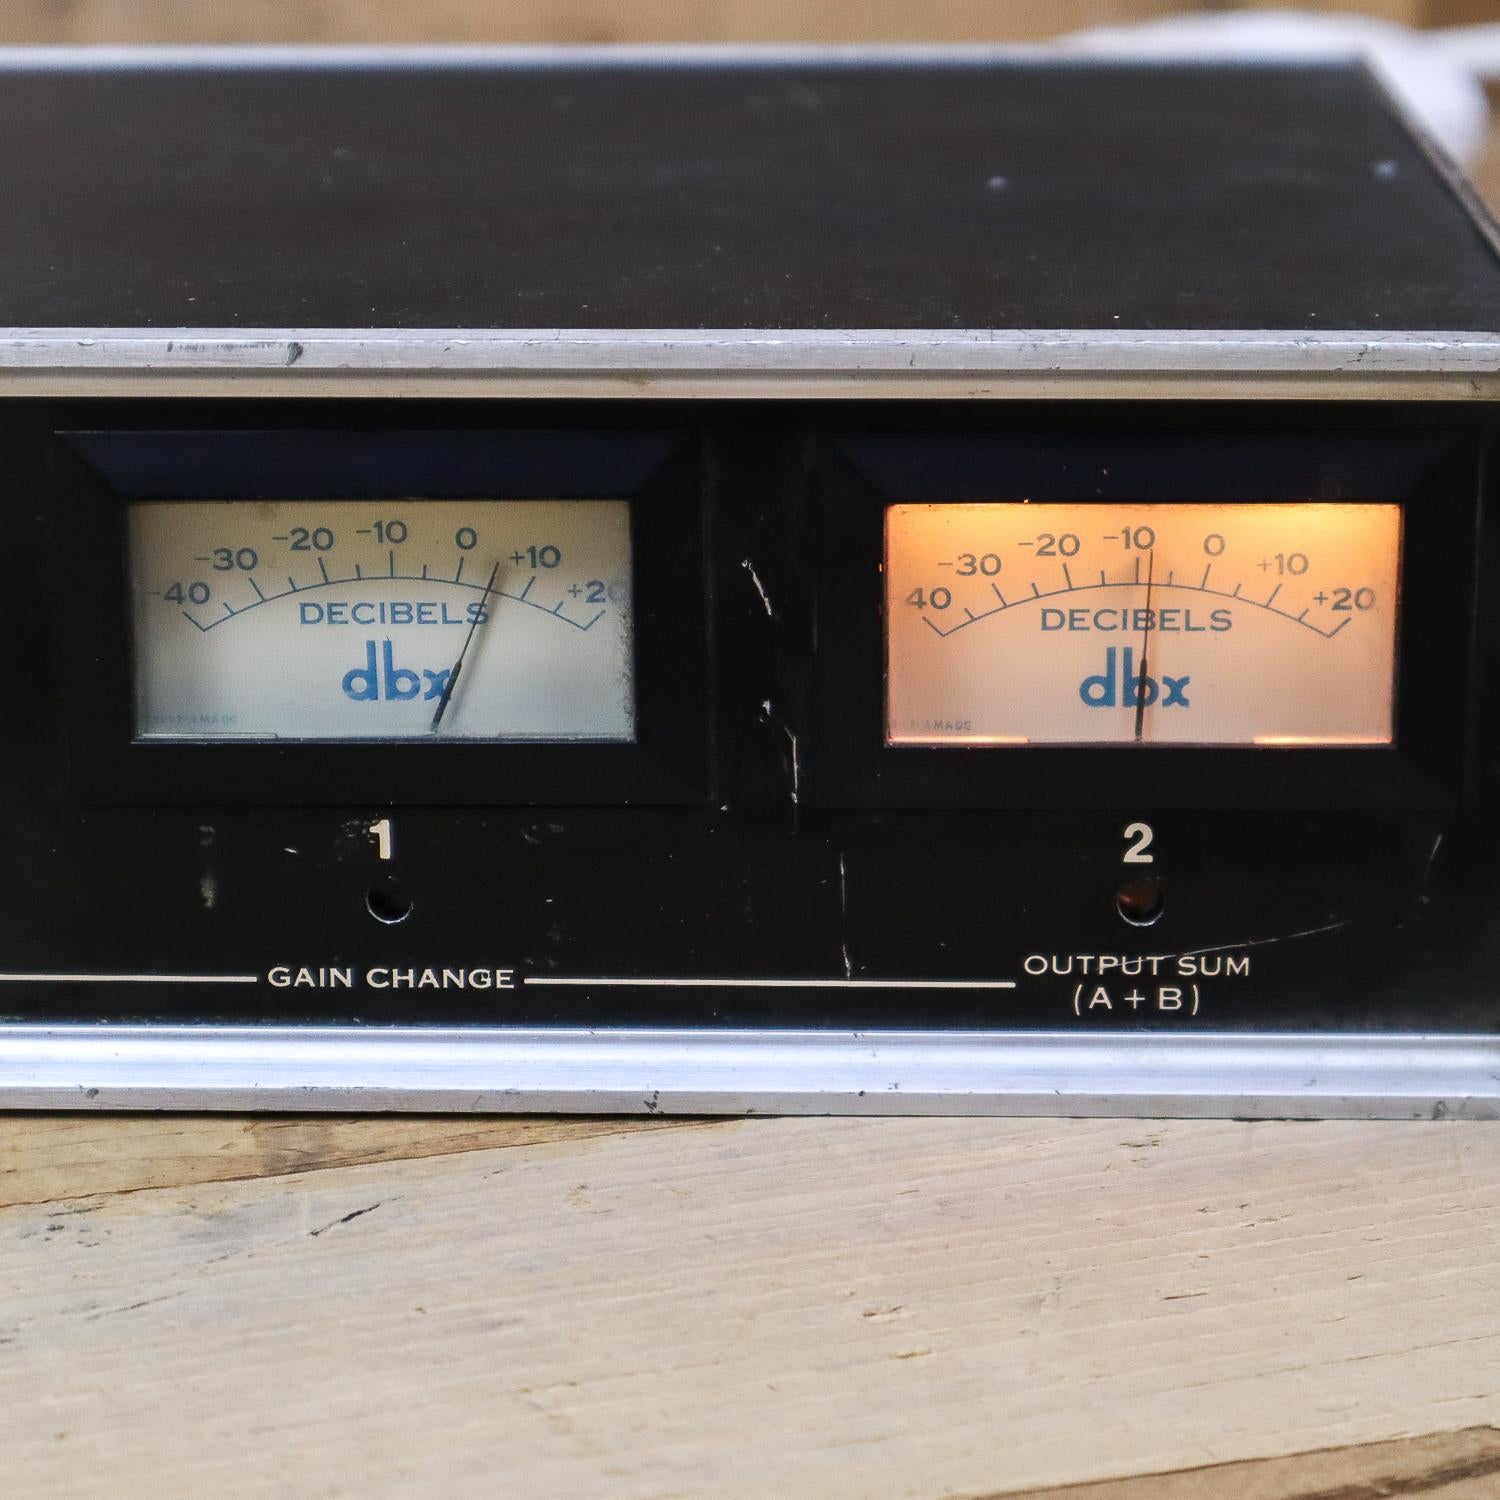 -40 -30 -20 -10 0 +10 +20
DECIBELS
dbx
40 -30 -20 -10 0 +10 +20
DECIBELS
dbx
1
2
GAIN CHANGE
OUTPUT SUM
(A + B)